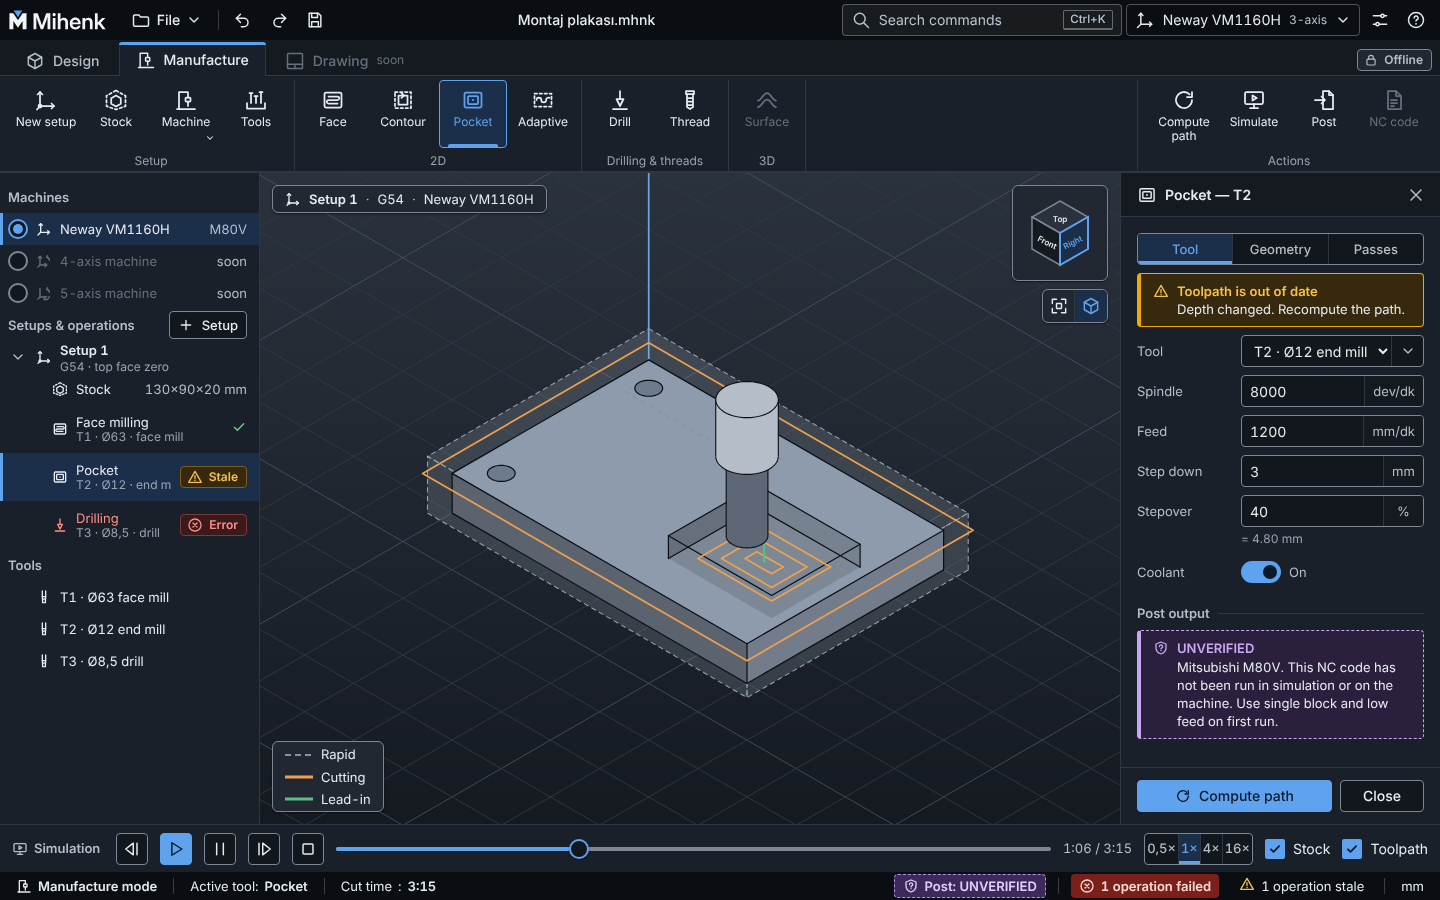 Mihenk
File
Montaj plakası.mhnk
Search commands
Ctrl+K
Neway VM1160H 3-axis
Design
Manufacture
Drawing soon
Offline
New setup
Stock
Machine
Tools
Setup
Face
Contour
Pocket
Adaptive
2D
Drill
Thread
Drilling & threads
Surface
3D
Compute path
Simulate
Post
NC code
Actions
Machines
Neway VM1160H M80V
4-axis machine soon
5-axis machine soon
Setups & operations
Setup
Setup 1
G54 · top face zero
Stock 130×90×20 mm
Face milling
T1 · Ø63 · face mill
Pocket
T2 · Ø12 · end m
Stale
Drilling
T3 · Ø8,5 · drill
Error
Tools
T1 · Ø63 face mill
T2 · Ø12 end mill
T3 · Ø8,5 drill
Setup 1 · G54 · Neway VM1160H
Top
Front
Right
Rapid
Cutting
Lead-in
Pocket — T2
Tool
Geometry
Passes
Toolpath is out of date
Depth changed. Recompute the path.
Tool T2 · Ø12 end mill
Spindle 8000 dev/dk
Feed 1200 mm/dk
Step down 3 mm
Stepover 40 %
= 4.80 mm
Coolant On
Post output
UNVERIFIED
Mitsubishi M80V. This NC code has
not been run in simulation or on the
machine. Use single block and low
feed on first run.
Compute path
Close
Simulation
1:06 / 3:15
0,5× 1× 4× 16×
Stock
Toolpath
Manufacture mode
Active tool: Pocket
Cut time : 3:15
Post: UNVERIFIED
1 operation failed
1 operation stale
mm